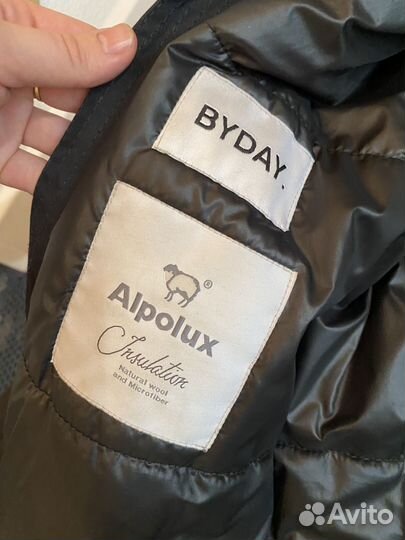 BYDAY.
®
Alpolux
Insulation
Natural wool
and Microfiber
Avito